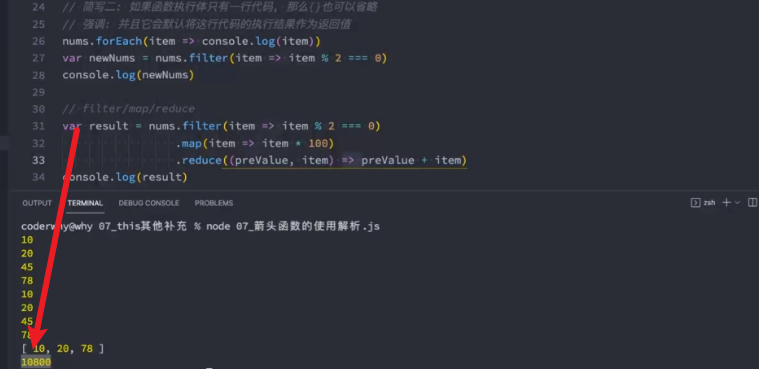 24 // 简写二: 如果函数执行体只有一行代码, 那么{}也可以省略
25 // 强调: 并且它会默认将这行代码的执行结果作为返回值
26 nums.forEach(item => console.log(item))
27 var newNums = nums.filter(item => item % 2 === 0)
28 console.log(newNums)
29
30 // filter/map/reduce
31 var result = nums.filter(item => item % 2 === 0)
32 .map(item => item * 100)
33 .reduce((preValue, item) => preValue + item)
34 console.log(result)
OUTPUT TERMINAL DEBUG CONSOLE PROBLEMS zsh
coderwhy@why 07_this其他补充 % node 07_箭头函数的使用解析.js
10
20
45
78
10
20
45
78
[ 10, 20, 78 ]
10800